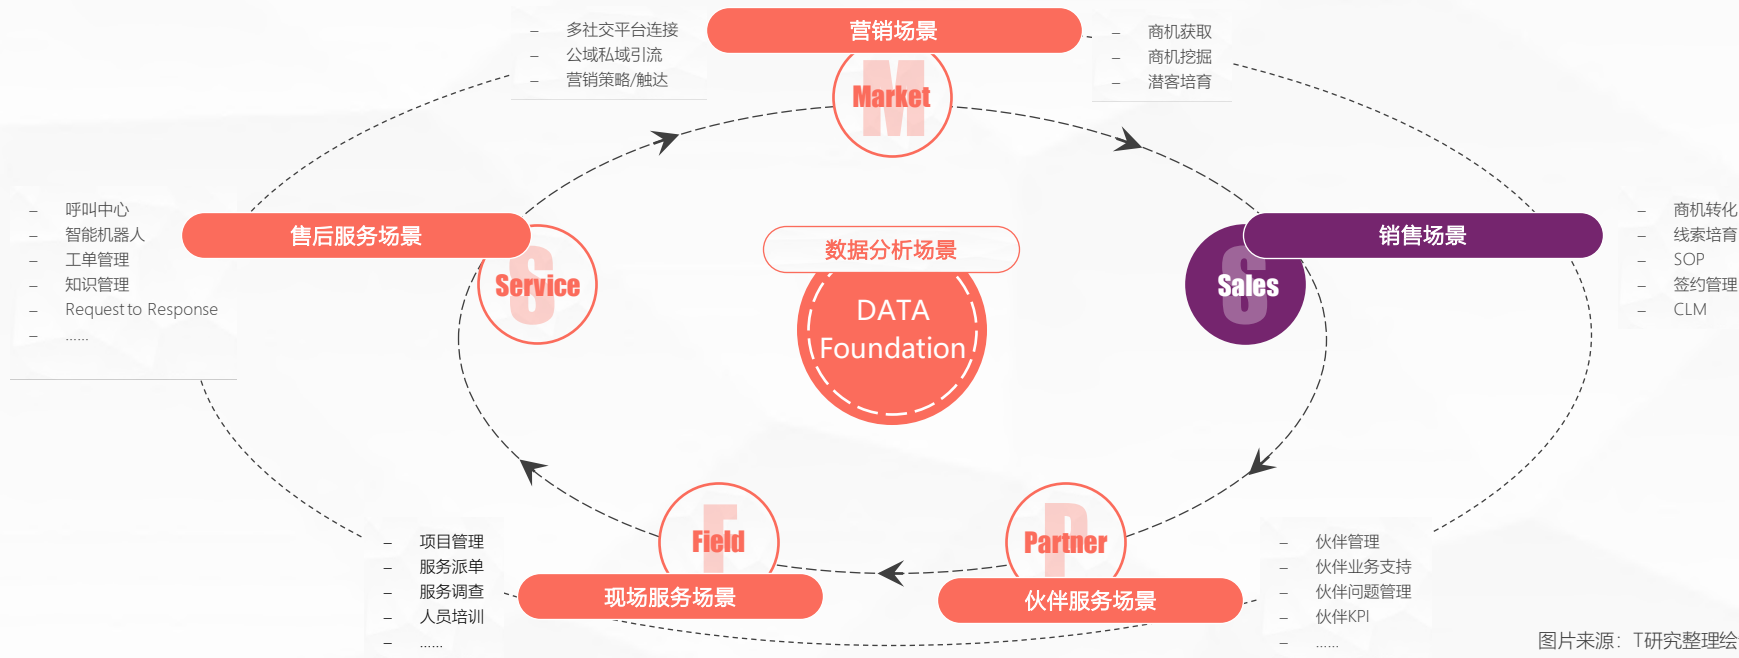 – 多社交平台连接
– 公域私域引流
– 营销策略/触达
营销场景
M
Market
– 商机获取
– 商机挖掘
– 潜客培育
– 呼叫中心
– 智能机器人
– 工单管理
– 知识管理
– Request to Response
– ......
售后服务场景
S
Service
数据分析场景
DATA
Foundation
销售场景
S
Sales
– 商机转化
– 线索培育
– SOP
– 签约管理
– CLM
– 项目管理
– 服务派单
– 服务调查
– 人员培训
– ......
F
Field
现场服务场景
P
Partner
伙伴服务场景
– 伙伴管理
– 伙伴业务支持
– 伙伴问题管理
– 伙伴KPI
– ......
图片来源：T研究整理绘